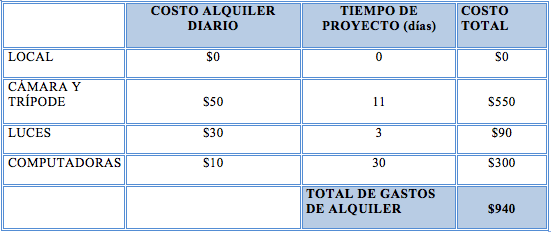 COSTO ALQUILER DIARIO TIEMPO DE PROYECTO (días) COSTO TOTAL
LOCAL $0 0 $0
CÁMARA Y TRÍPODE $50 11 $550
LUCES $30 3 $90
COMPUTADORAS $10 30 $300
TOTAL DE GASTOS DE ALQUILER $940